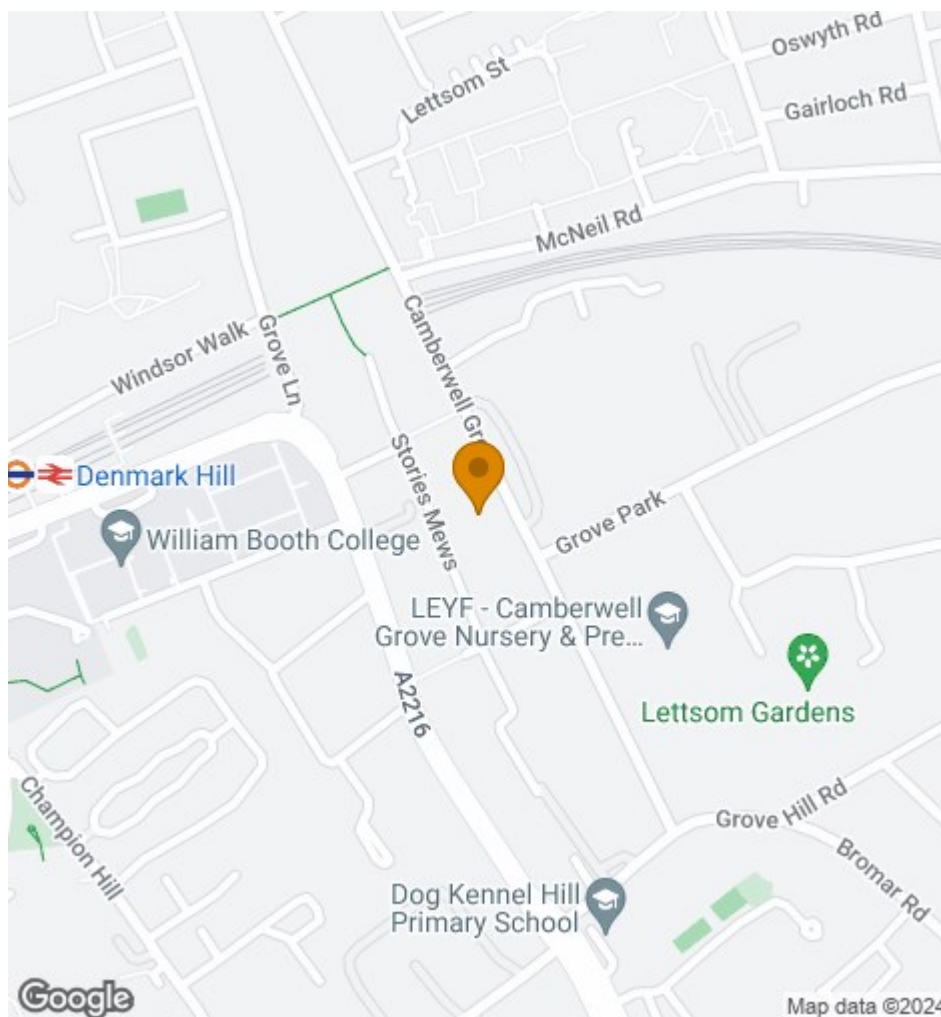 Oswyth Rd
Lettsom St
Gairloch Rd
McNeil Rd
Windsor Walk
Grove Ln
Camberwell Gr
Stories Mews
Denmark Hill
William Booth College
Grove Park
LEYF - Camberwell
Grove Nursery & Pre...
A2216
Lettsom Gardens
Champion Hill
Grove Hill Rd
Bromar Rd
Dog Kennel Hill
Primary School
Google
Map data ©2024